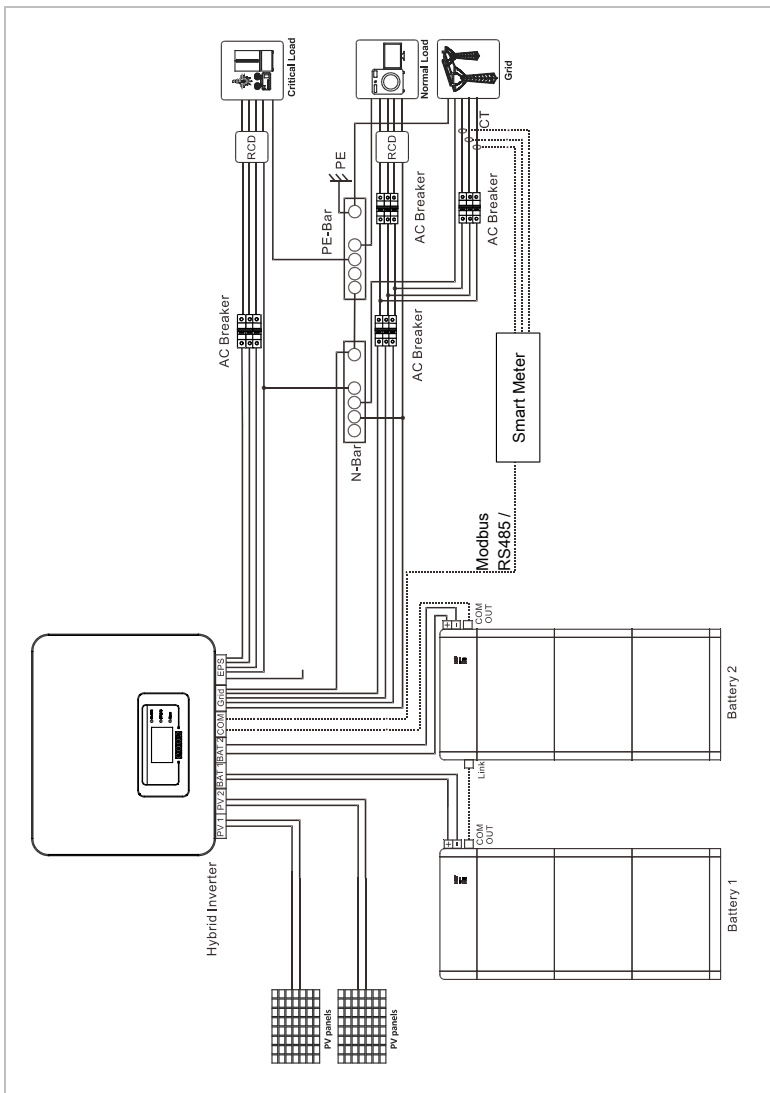 Critical Load
Normal Load
Grid
RCD
RCD
CT
PE
PE-Bar
AC Breaker
AC Breaker
AC Breaker
AC Breaker
N-Bar
Smart Meter
Modbus
RS485 /
EPS
Grid
COM
BAT 2
BAT 1
PV 2
PV 1
Hybrid Inverter
+
−
COM
OUT
Battery 2
Link
+
−
COM
OUT
Battery 1
PV panels
PV panels